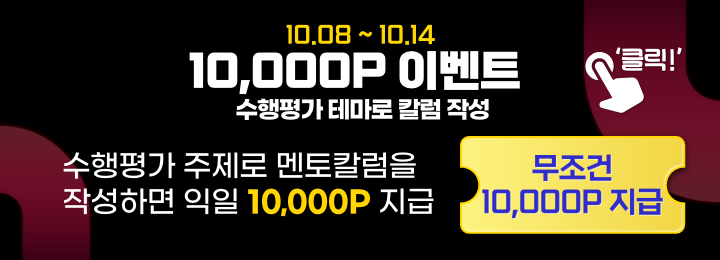 10.08 ~ 10.14
10,000P 이벤트
‘클릭!’
수행평가 테마로 칼럼 작성
수행평가 주제로 멘토칼럼을
작성하면 익일 10,000P 지급
무조건
10,000P 지급